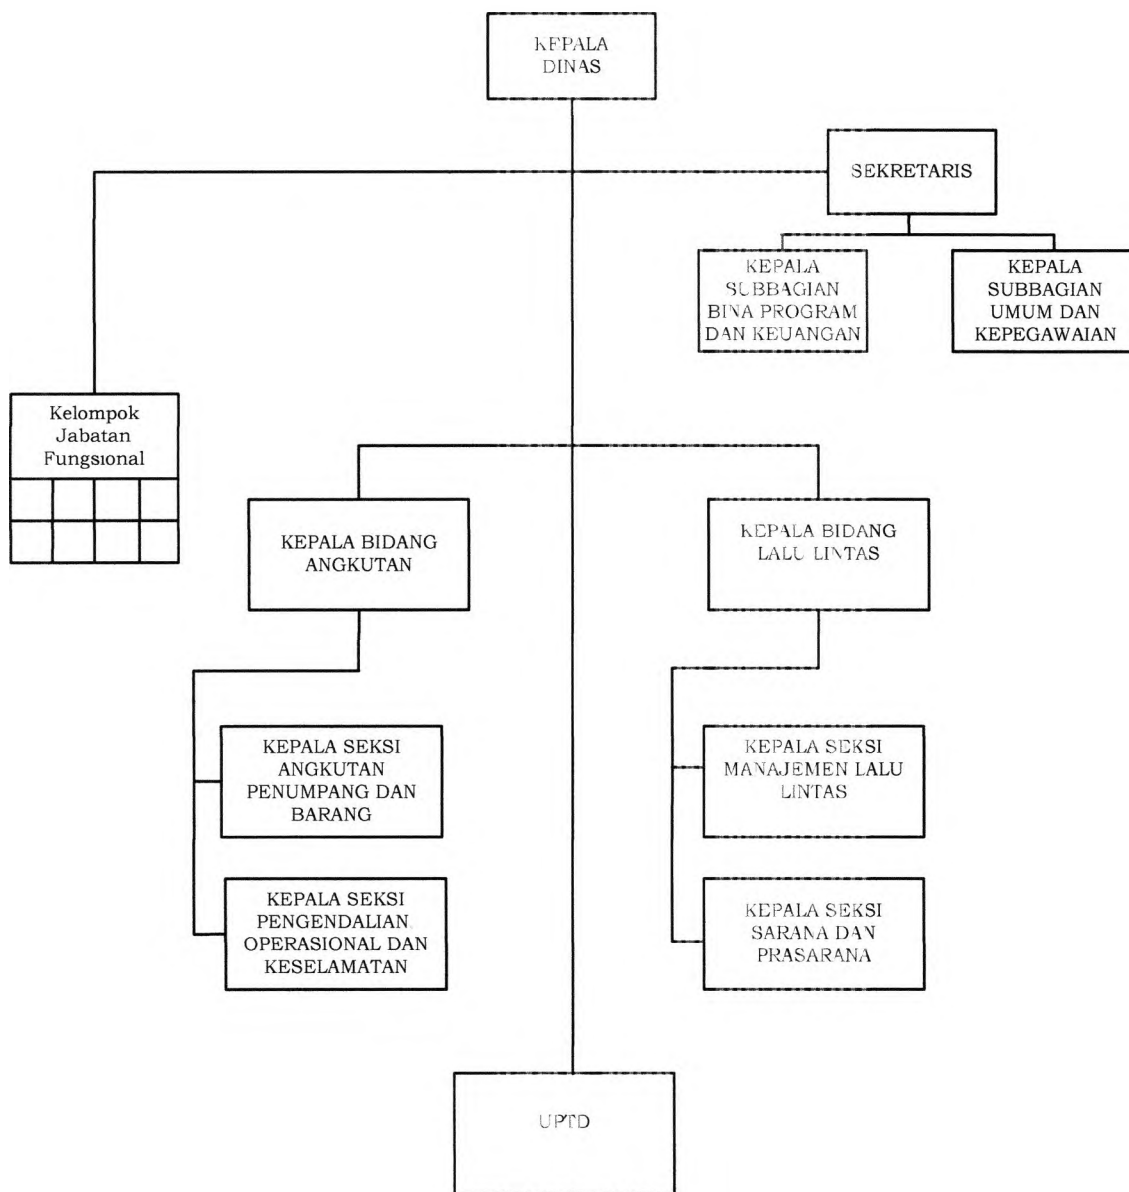 KEPALA
DINAS
SEKRETARIS
KEPALA
SUBBAGIAN
BINA PROGRAM
DAN KEUANGAN
KEPALA
SUBBAGIAN
UMUM DAN
KEPEGAWAIAN
Kelompok
Jabatan
Fungsional
KEPALA BIDANG
ANGKUTAN
KEPALA BIDANG
LALU LINTAS
KEPALA SEKSI
ANGKUTAN
PENUMPANG DAN
BARANG
KEPALA SEKSI
MANAJEMEN LALU
LINTAS
KEPALA SEKSI
PENGENDALIAN
OPERASIONAL DAN
KESELAMATAN
KEPALA SEKSI
SARANA DAN
PRASARANA
UPTD